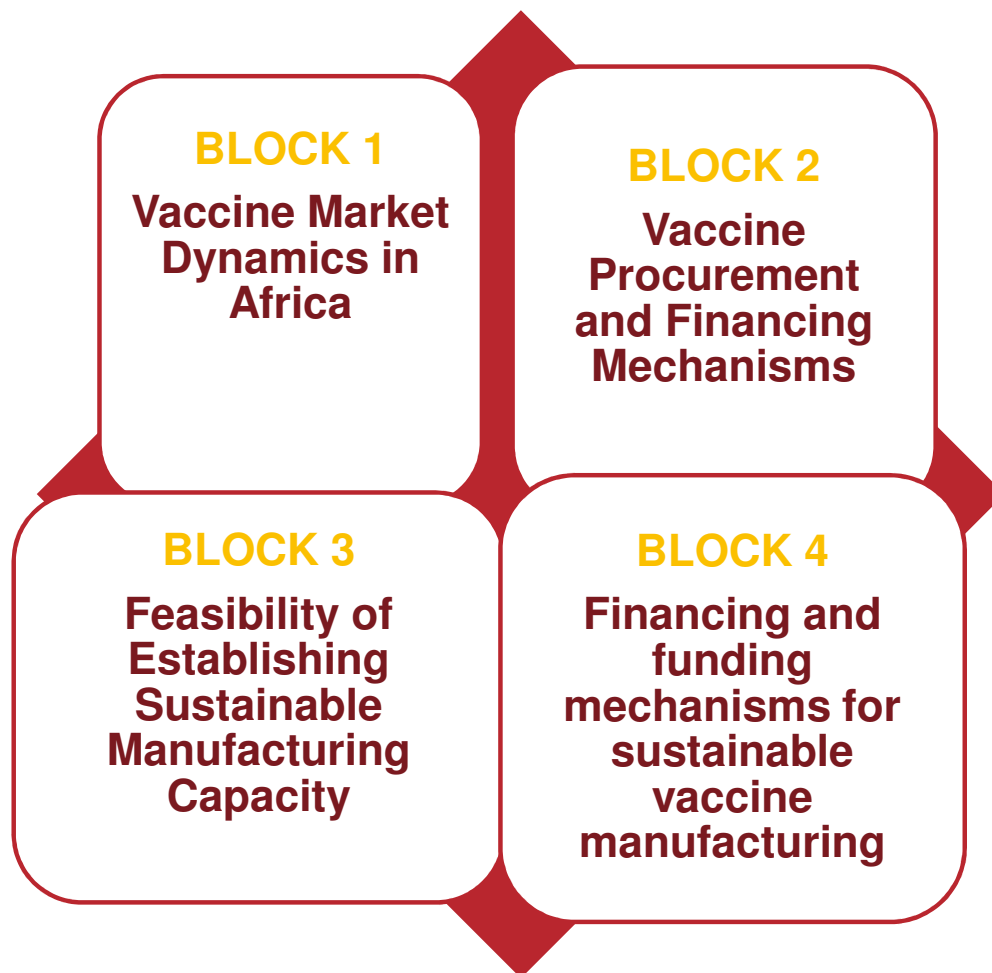 BLOCK 1
Vaccine Market
Dynamics in
Africa
BLOCK 2
Vaccine
Procurement
and Financing
Mechanisms
BLOCK 3
Feasibility of
Establishing
Sustainable
Manufacturing
Capacity
BLOCK 4
Financing and
funding
mechanisms for
sustainable
vaccine
manufacturing